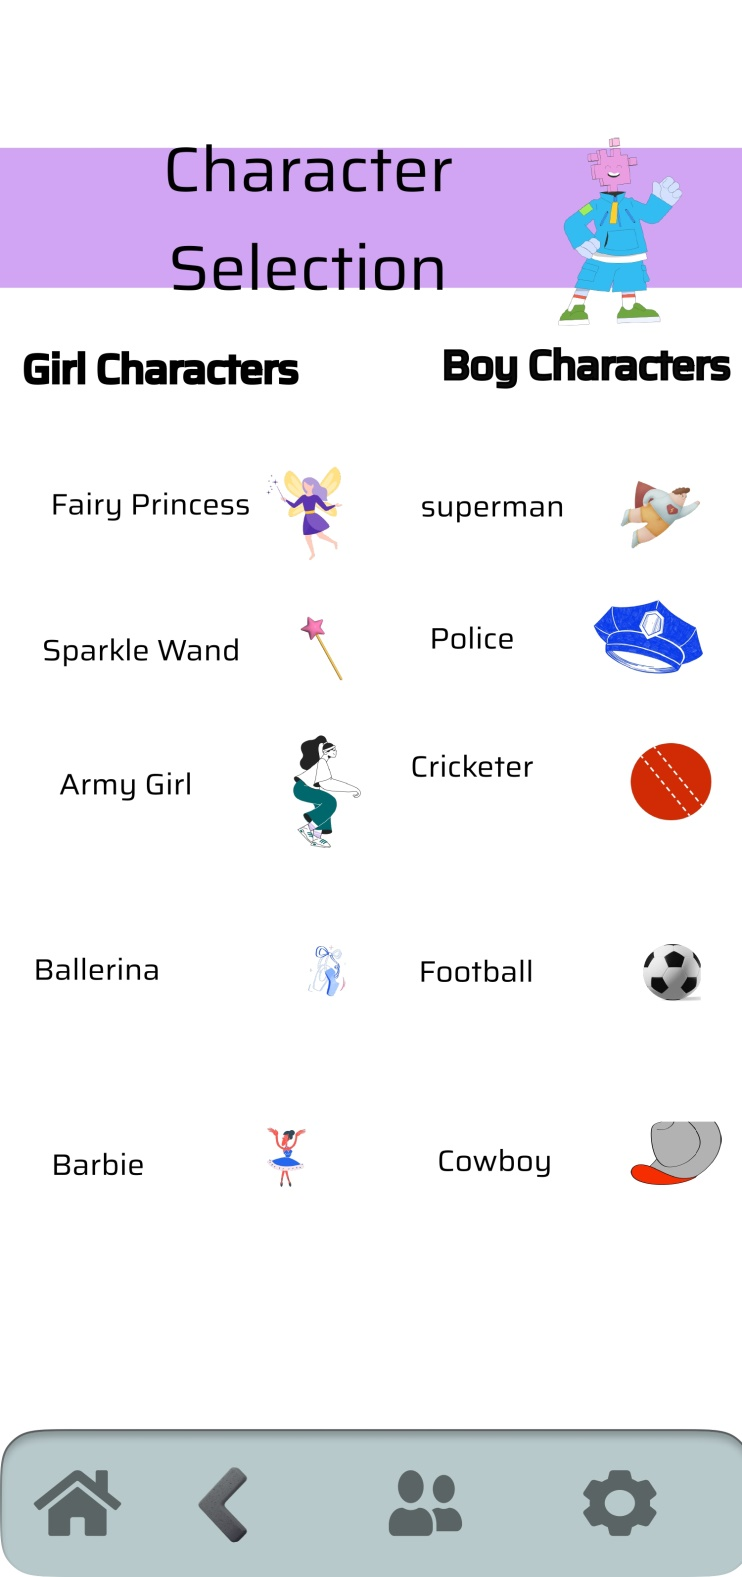 Character
Selection
Girl Characters
Boy Characters
Fairy Princess
superman
Sparkle Wand
Police
Army Girl
Cricketer
Ballerina
Football
Barbie
Cowboy